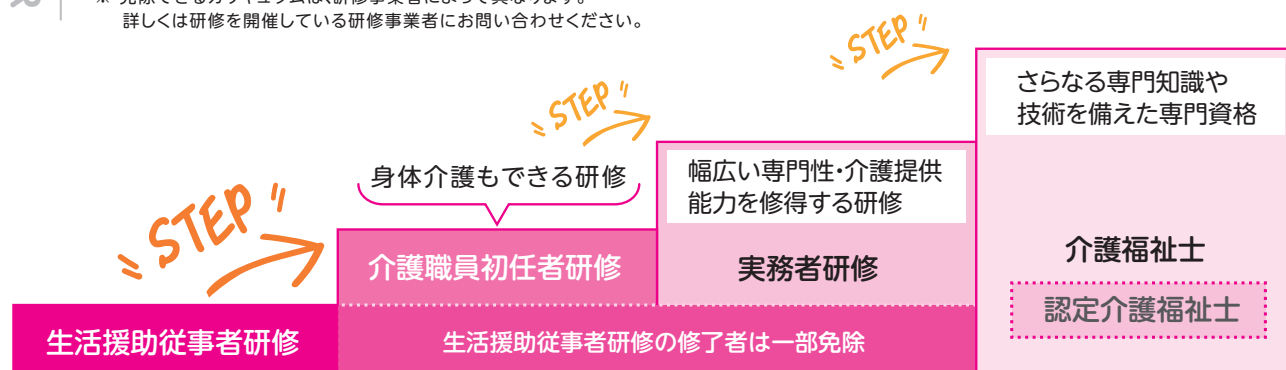 詳しくは研修を開催している研修事業者にお問い合わせください。
STEP
さらなる専門知識や
技術を備えた専門資格
STEP
身体介護もできる研修
幅広い専門性・介護提供
能力を修得する研修
STEP
介護職員初任者研修
実務者研修
介護福祉士
認定介護福祉士
生活援助従事者研修
生活援助従事者研修の修了者は一部免除